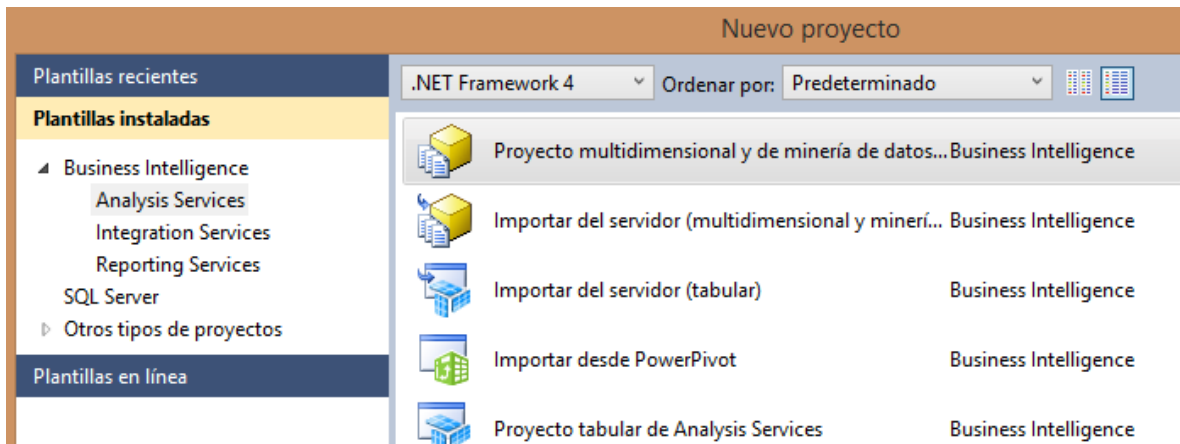 Nuevo proyecto
Plantillas recientes
.NET Framework 4
Ordenar por:
Predeterminado
Plantillas instaladas
Business Intelligence
Analysis Services
Integration Services
Reporting Services
SQL Server
Otros tipos de proyectos
Plantillas en línea
Proyecto multidimensional y de minería de datos... Business Intelligence
Importar del servidor (multidimensional y minerí... Business Intelligence
Importar del servidor (tabular) Business Intelligence
Importar desde PowerPivot Business Intelligence
Proyecto tabular de Analysis Services Business Intelligence